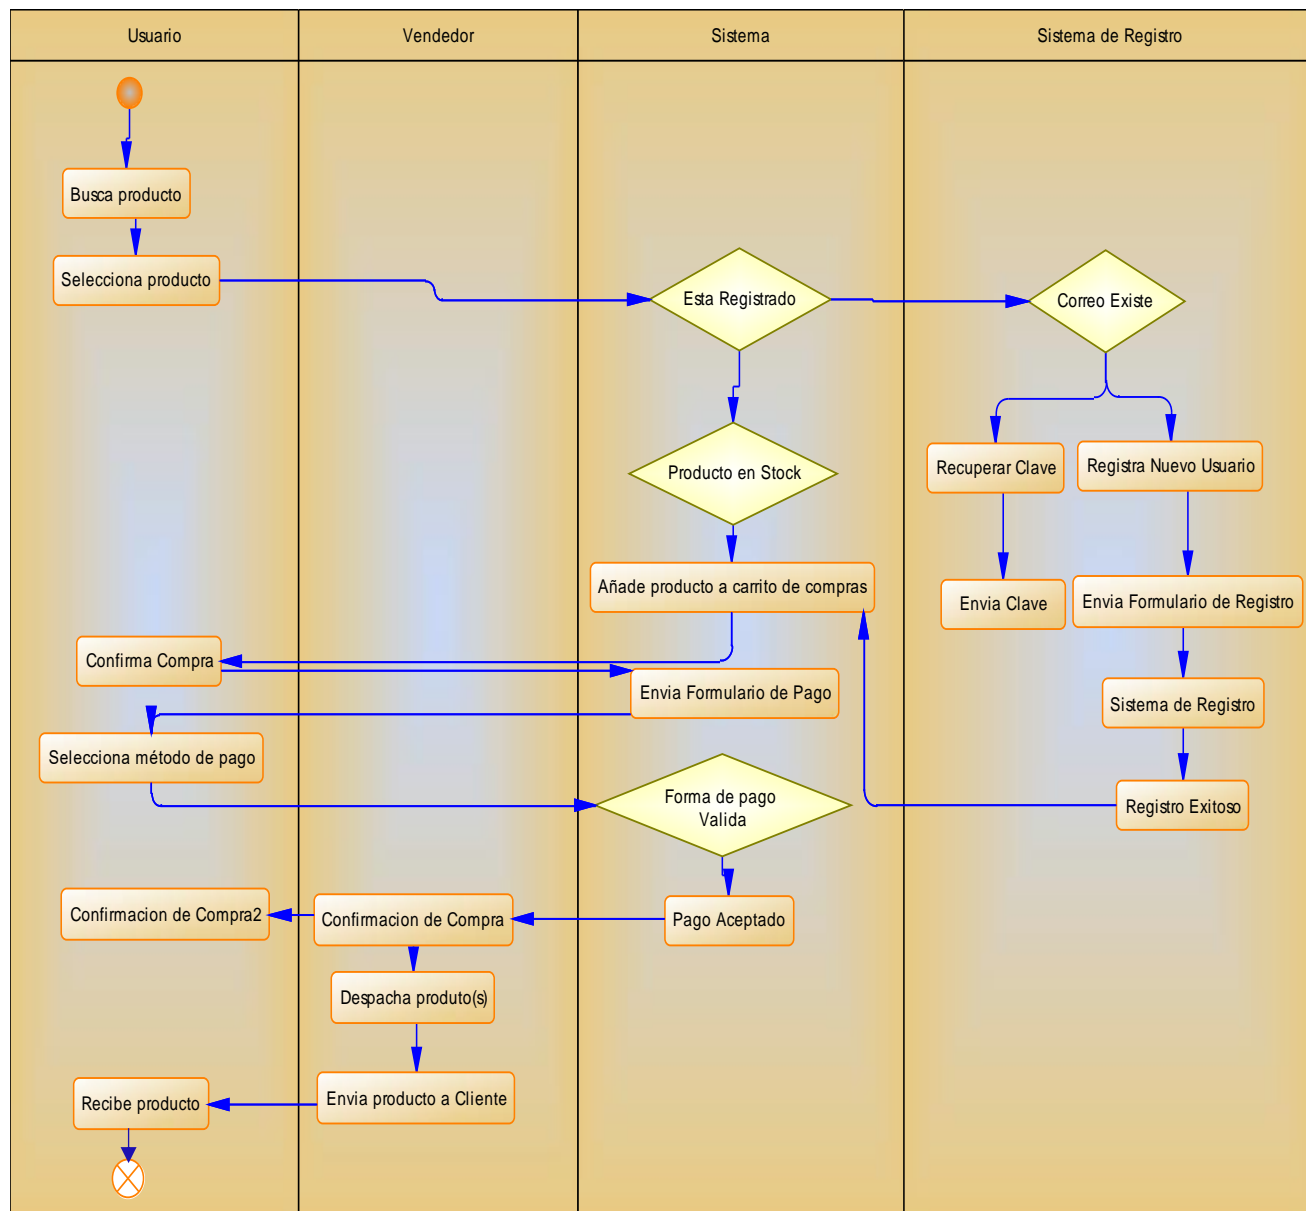 Usuario
Vendedor
Sistema
Sistema de Registro
Busca producto
Selecciona producto
Esta Registrado
Correo Existe
Producto en Stock
Recuperar Clave
Registra Nuevo Usuario
Añade producto a carrito de compras
Envia Clave
Envia Formulario de Registro
Confirma Compra
Envia Formulario de Pago
Sistema de Registro
Selecciona método de pago
Forma de pago
Valida
Registro Exitoso
Confirmacion de Compra2
Confirmacion de Compra
Pago Aceptado
Despacha produto(s)
Envia producto a Cliente
Recibe producto